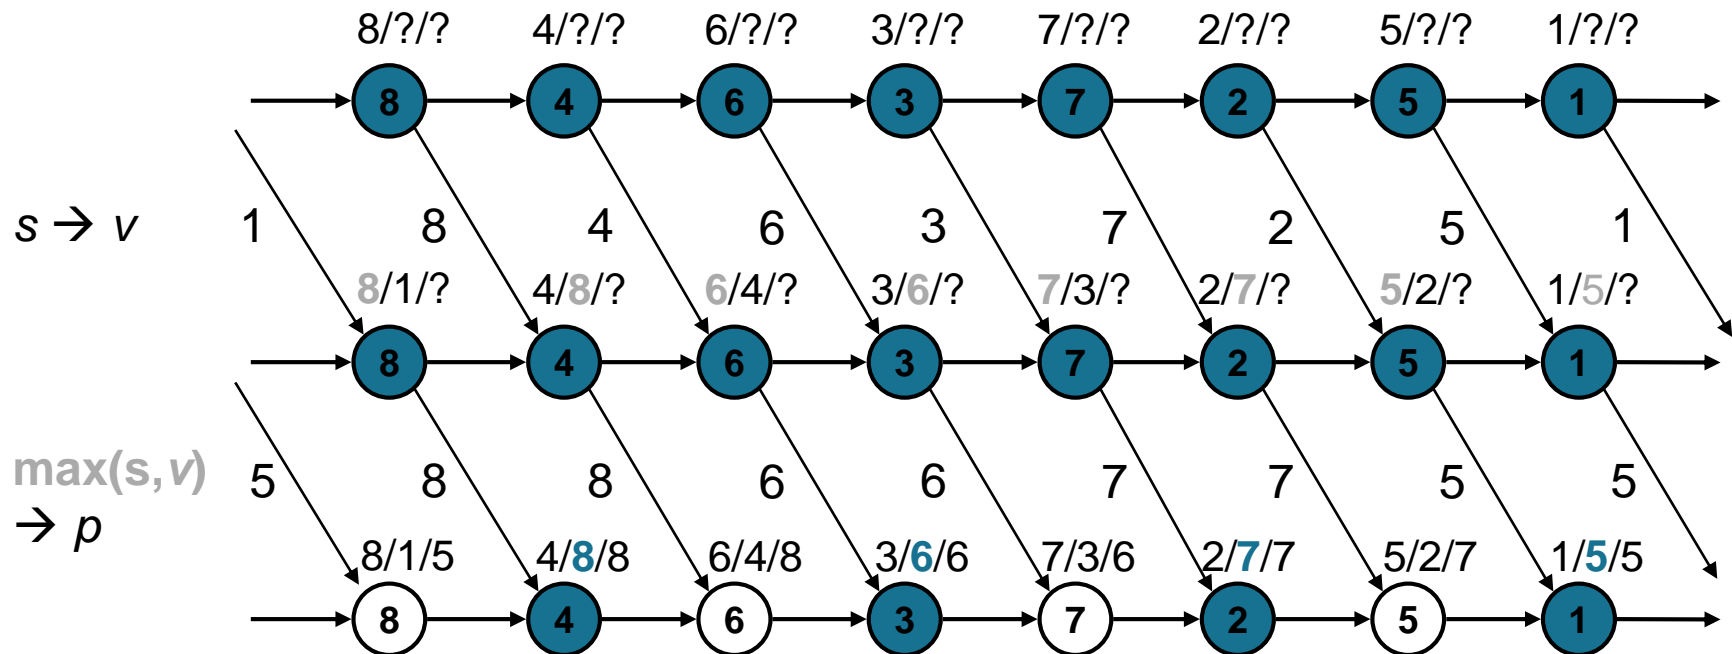 8/?/? 4/?/? 6/?/? 3/?/? 7/?/? 2/?/? 5/?/? 1/?/?
8 4 6 3 7 2 5 1
s → v 1 8 4 6 3 7 2 5 1
8/1/? 4/8/? 6/4/? 3/6/? 7/3/? 2/7/? 5/2/? 1/5/?
8 4 6 3 7 2 5 1
max(s,v) 5 8 8 6 6 7 7 5 5
→ p
8/1/5 4/8/8 6/4/8 3/6/6 7/3/6 2/7/7 5/2/7 1/5/5
8 4 6 3 7 2 5 1